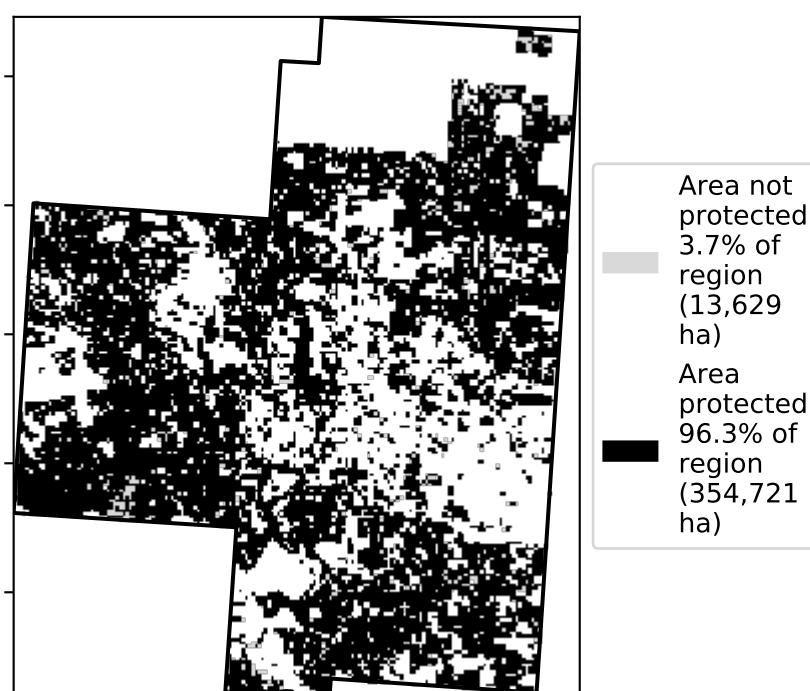 Area not
protected
3.7% of
region
(13,629
ha)
Area
protected
96.3% of
region
(354,721
ha)